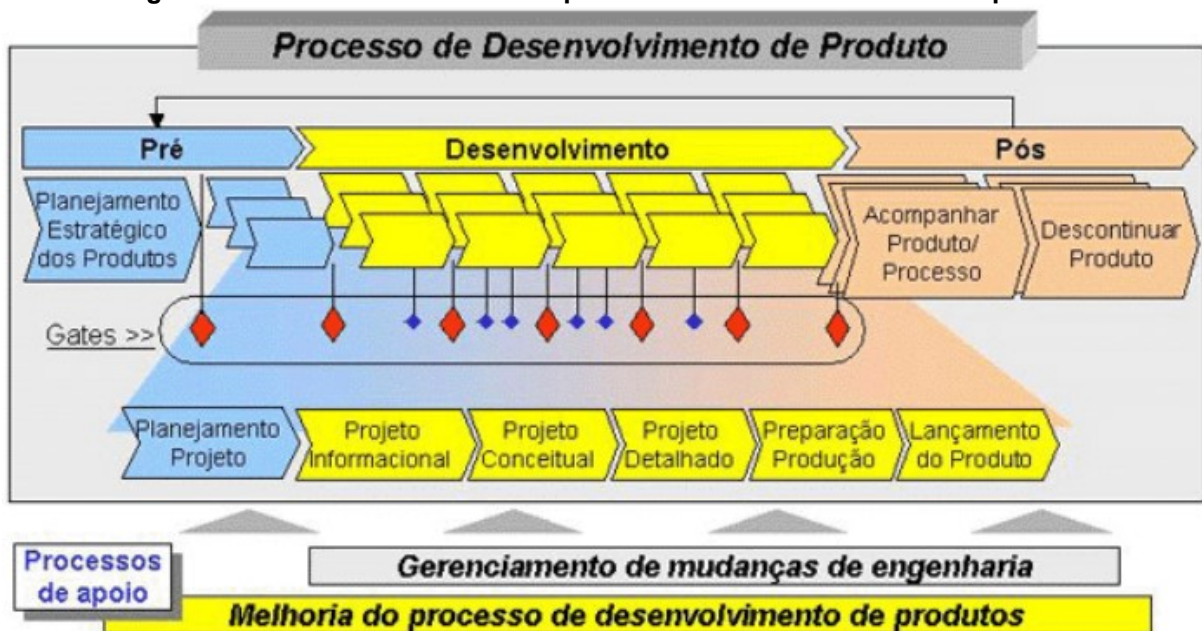 Processo de Desenvolvimento de Produto
Pré
Desenvolvimento
Pós
Planejamento
Estratégico
dos Produtos
Acompanhar
Produto/
Processo
Descontinuar
Produto
Gates >>
Planejamento
Projeto
Projeto
Informacional
Projeto
Conceitual
Projeto
Detalhado
Preparação
Produção
Lançamento
do Produto
Processos
de apoio
Gerenciamento de mudanças de engenharia
Melhoria do processo de desenvolvimento de produtos